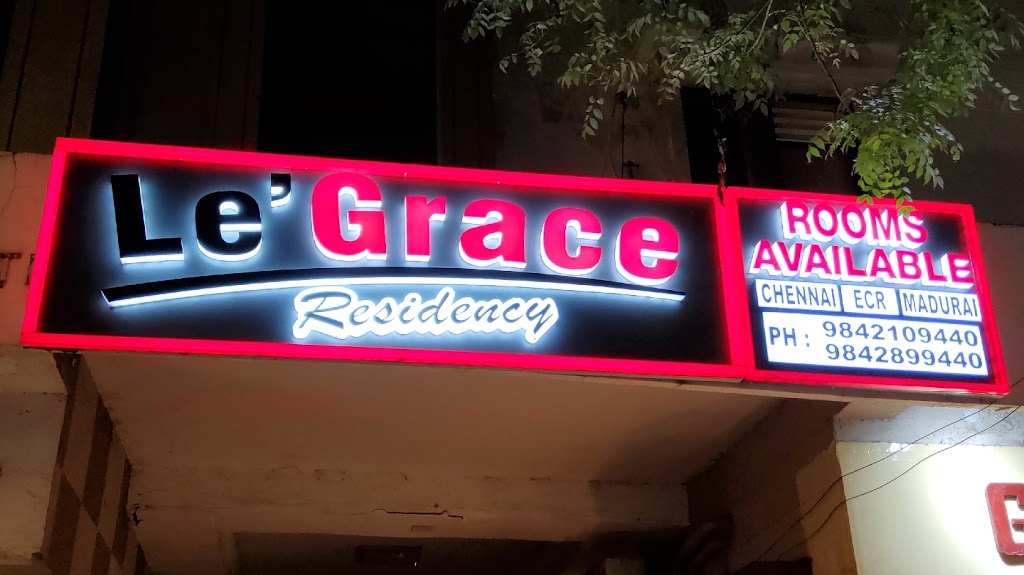 Le'Grace
Residency
ROOMS
AVAILABLE
CHENNAI ECR MADURAI
PH : 9842109440
9842899440
G